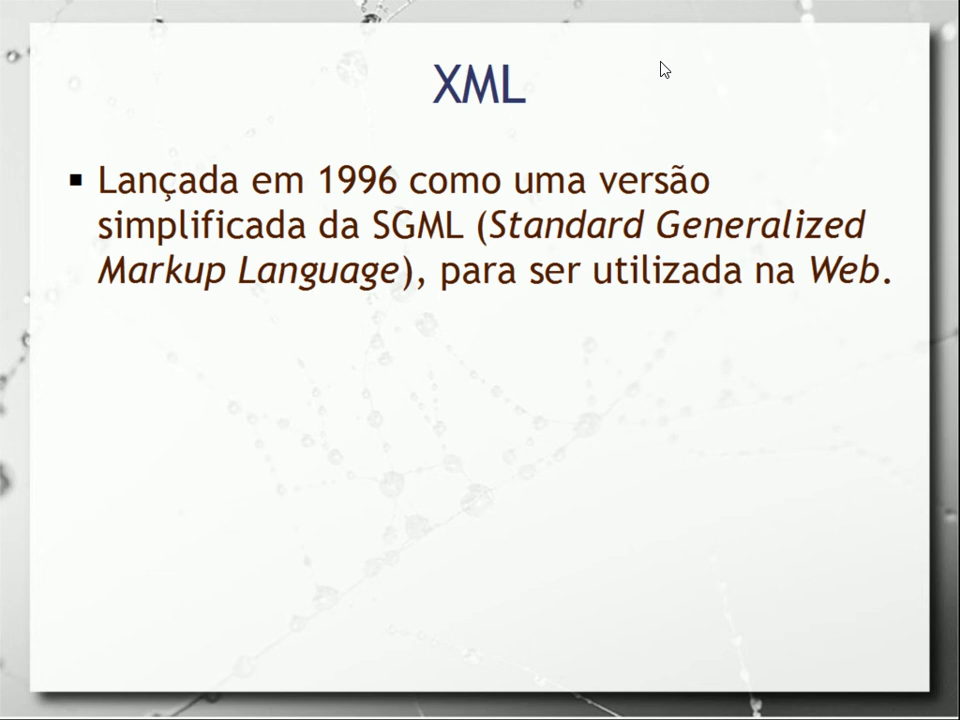 XML
▪ Lançada em 1996 como uma versão
simplificada da SGML (Standard Generalized
Markup Language), para ser utilizada na Web.